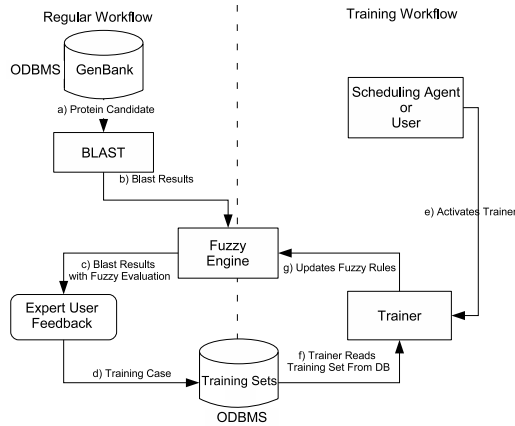 Regular Workflow
Training Workflow
ODBMS
GenBank
a) Protein Candidate
BLAST
b) Blast Results
Scheduling Agent
or
User
e) Activates Trainer
Fuzzy
Engine
c) Blast Results
with Fuzzy Evaluation
g) Updates Fuzzy Rules
Expert User
Feedback
Trainer
d) Training Case
Training Sets
f) Trainer Reads
Training Set From DB
ODBMS